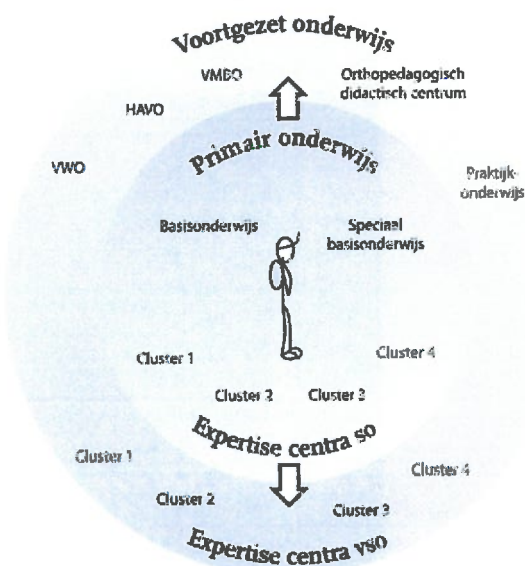 Voortgezet onderwijs
VMBO
Orthopedagogisch
didactisch centrum
HAVO
Primair onderwijs
VWO
Praktijk-
onderwijs
Basisonderwijs
Speciaal
basisonderwijs
Cluster 1
Cluster 4
Cluster 2
Cluster 3
Expertise centra so
Cluster 1
Cluster 4
Cluster 2
Cluster 3
Expertise centra vso